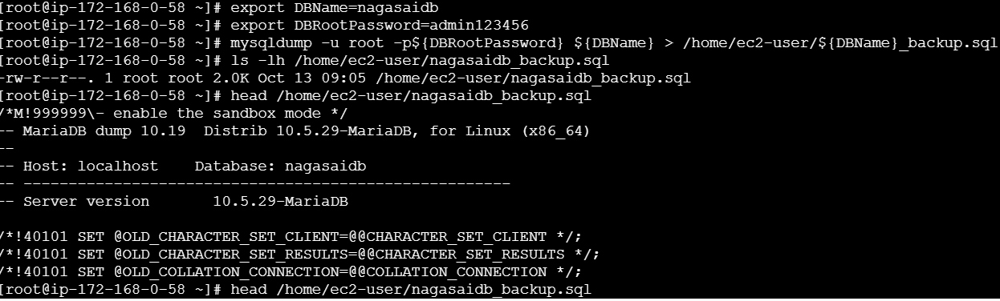 [root@ip-172-168-0-58 ~]# export DBName=nagasaidb
[root@ip-172-168-0-58 ~]# export DBRootPassword=admin123456
[root@ip-172-168-0-58 ~]# mysqldump -u root -p${DBRootPassword} ${DBName} > /home/ec2-user/${DBName}_backup.sql
[root@ip-172-168-0-58 ~]# ls -lh /home/ec2-user/nagasaidb_backup.sql
-rw-r--r--. 1 root root 2.0K Oct 13 09:05 /home/ec2-user/nagasaidb_backup.sql
[root@ip-172-168-0-58 ~]# head /home/ec2-user/nagasaidb_backup.sql
/*M!999999\- enable the sandbox mode */
-- MariaDB dump 10.19  Distrib 10.5.29-MariaDB, for Linux (x86_64)
--
-- Host: localhost    Database: nagasaidb
-- ------------------------------------------------------
-- Server version       10.5.29-MariaDB

/*!40101 SET @OLD_CHARACTER_SET_CLIENT=@@CHARACTER_SET_CLIENT */;
/*!40101 SET @OLD_CHARACTER_SET_RESULTS=@@CHARACTER_SET_RESULTS */;
/*!40101 SET @OLD_COLLATION_CONNECTION=@@COLLATION_CONNECTION */;
[root@ip-172-168-0-58 ~]# head /home/ec2-user/nagasaidb_backup.sql